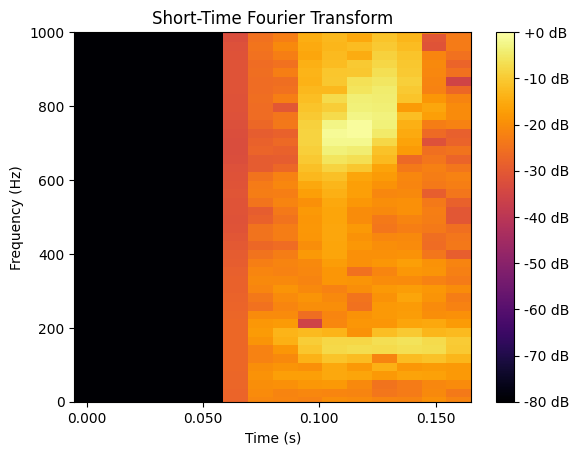 Short-Time Fourier Transform
1000
800
600
400
200
0
Frequency (Hz)
0.000
0.050
0.100
0.150
Time (s)
+0 dB
-10 dB
-20 dB
-30 dB
-40 dB
-50 dB
-60 dB
-70 dB
-80 dB